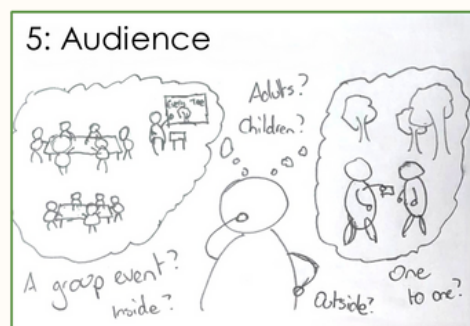 5: Audience
Adults?
Children?
A group event?
Inside?
Outside?
One
to one?